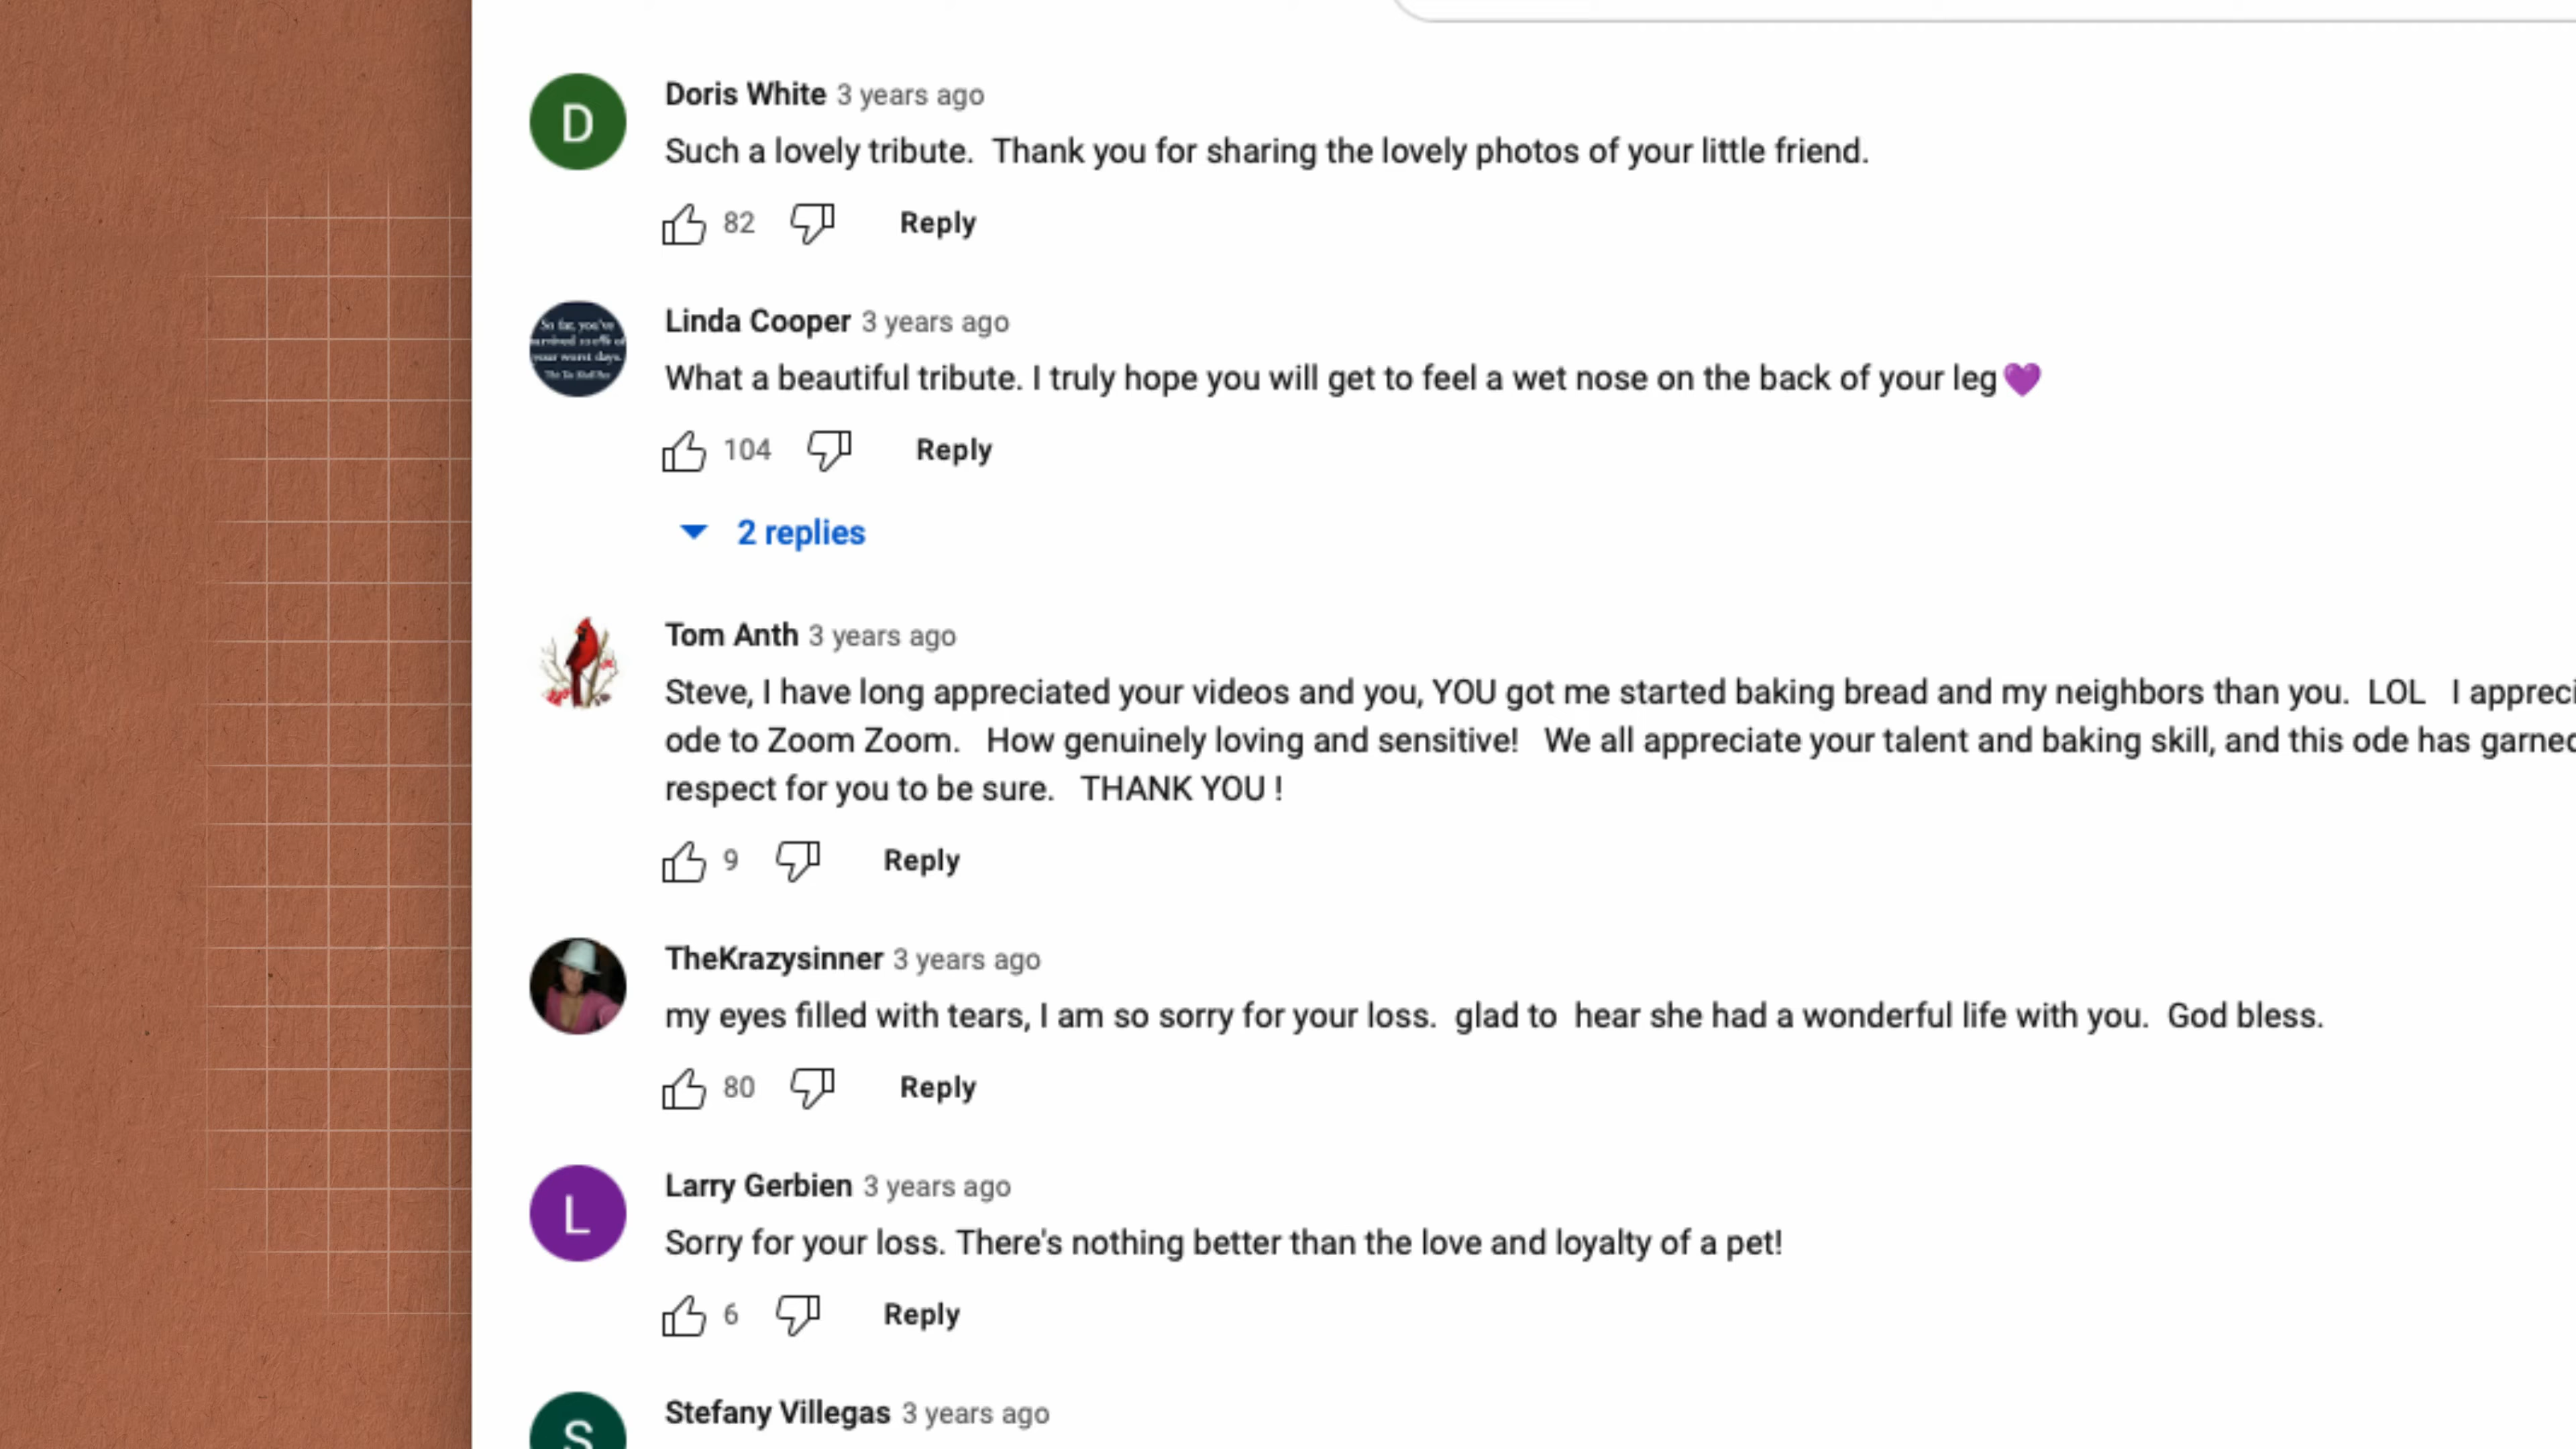 D
Doris White 3 years ago
Such a lovely tribute.  Thank you for sharing the lovely photos of your little friend.
82 Reply
So far, you've
your worst days.
Linda Cooper 3 years ago
What a beautiful tribute. I truly hope you will get to feel a wet nose on the back of your leg💜
104 Reply
2 replies
Tom Anth 3 years ago
Steve, I have long appreciated your videos and you, YOU got me started baking bread and my neighbors than you.  LOL   I appreci
ode to Zoom Zoom.   How genuinely loving and sensitive!   We all appreciate your talent and baking skill, and this ode has garnec
respect for you to be sure.   THANK YOU !
9 Reply
TheKrazysinner 3 years ago
my eyes filled with tears, I am so sorry for your loss.  glad to  hear she had a wonderful life with you.  God bless.
80 Reply
L
Larry Gerbien 3 years ago
Sorry for your loss. There's nothing better than the love and loyalty of a pet!
6 Reply
S
Stefany Villegas 3 years ago